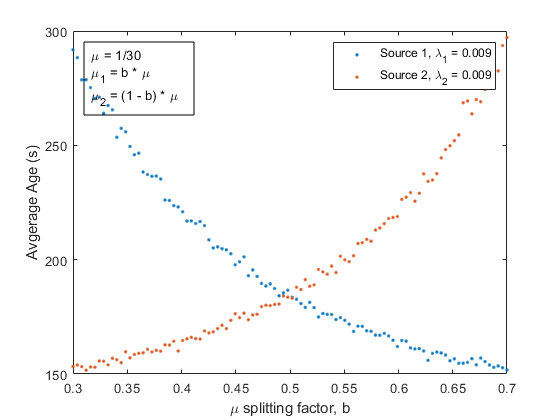 μ = 1/30
μ₁ = b * μ
μ₂ = (1 - b) * μ
Source 1, λ₁ = 0.009
Source 2, λ₂ = 0.009
Avgerage Age (s)
300
250
200
150
0.3 0.35 0.4 0.45 0.5 0.55 0.6 0.65 0.7
μ splitting factor, b